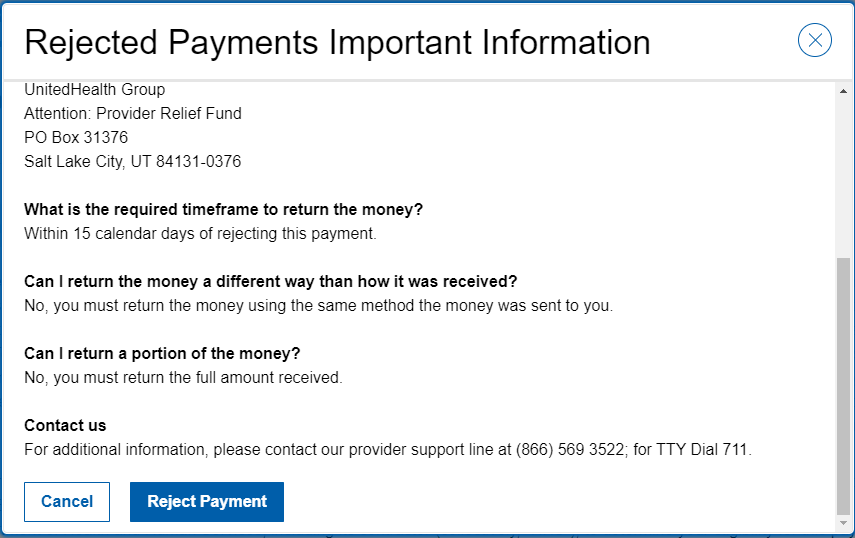 Rejected Payments Important Information
UnitedHealth Group
Attention: Provider Relief Fund
PO Box 31376
Salt Lake City, UT 84131-0376
What is the required timeframe to return the money?
Within 15 calendar days of rejecting this payment.
Can I return the money a different way than how it was received?
No, you must return the money using the same method the money was sent to you.
Can I return a portion of the money?
No, you must return the full amount received.
Contact us
For additional information, please contact our provider support line at (866) 569 3522; for TTY Dial 711.
Cancel
Reject Payment